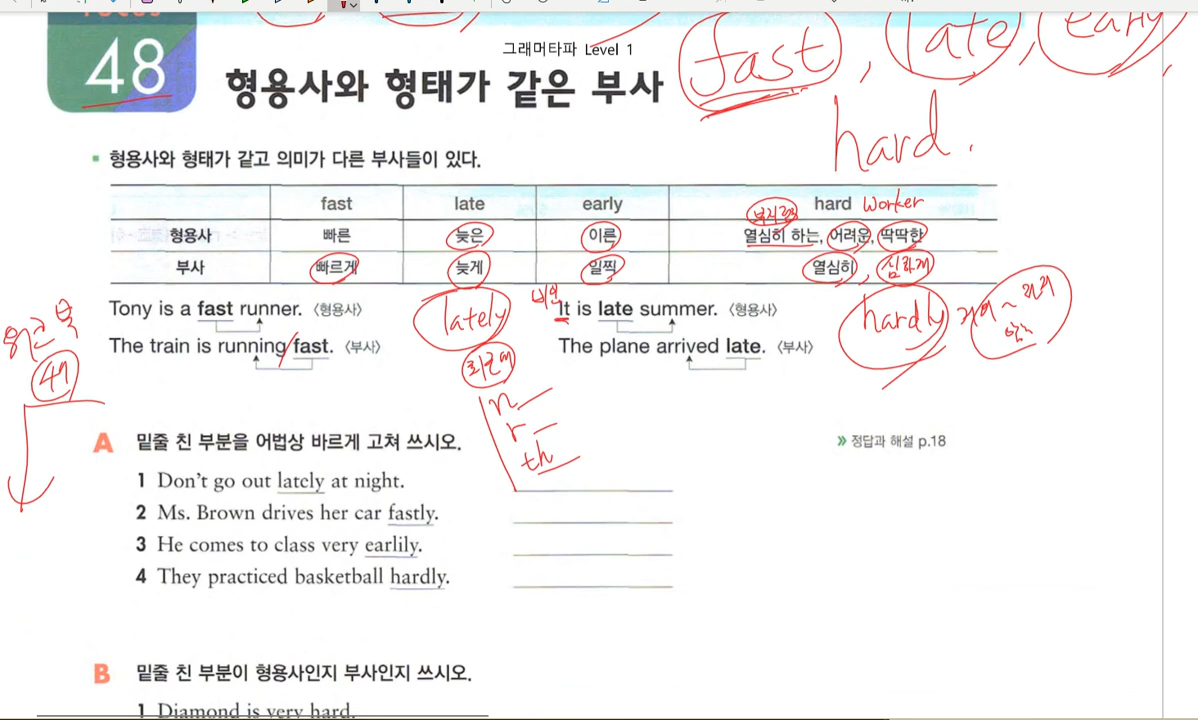 FOCUS
48
그래머타파 Level 1
형용사와 형태가 같은 부사
fast, late, early,
hard.
형용사와 형태가 같고 의미가 다른 부사들이 있다.
fast late early hard worker
형용사 빠른 늦은 이른 열심히 하는, 어려운, 딱딱한
부사 빠르게 늦게 일찍 열심히, 심하게
Tony is a fast runner. 〈형용사〉
The train is running fast. 〈부사〉
lately
It is late summer. 〈형용사〉
The plane arrived late. 〈부사〉
hardly
워크북
A 밑줄 친 부분을 어법상 바르게 고쳐 쓰시오.
» 정답과 해설 p.18
n
r
th
1 Don't go out lately at night.
2 Ms. Brown drives her car fastly.
3 He comes to class very earlily.
4 They practiced basketball hardly.
B 밑줄 친 부분이 형용사인지 부사인지 쓰시오.
1 Diamond is very hard.